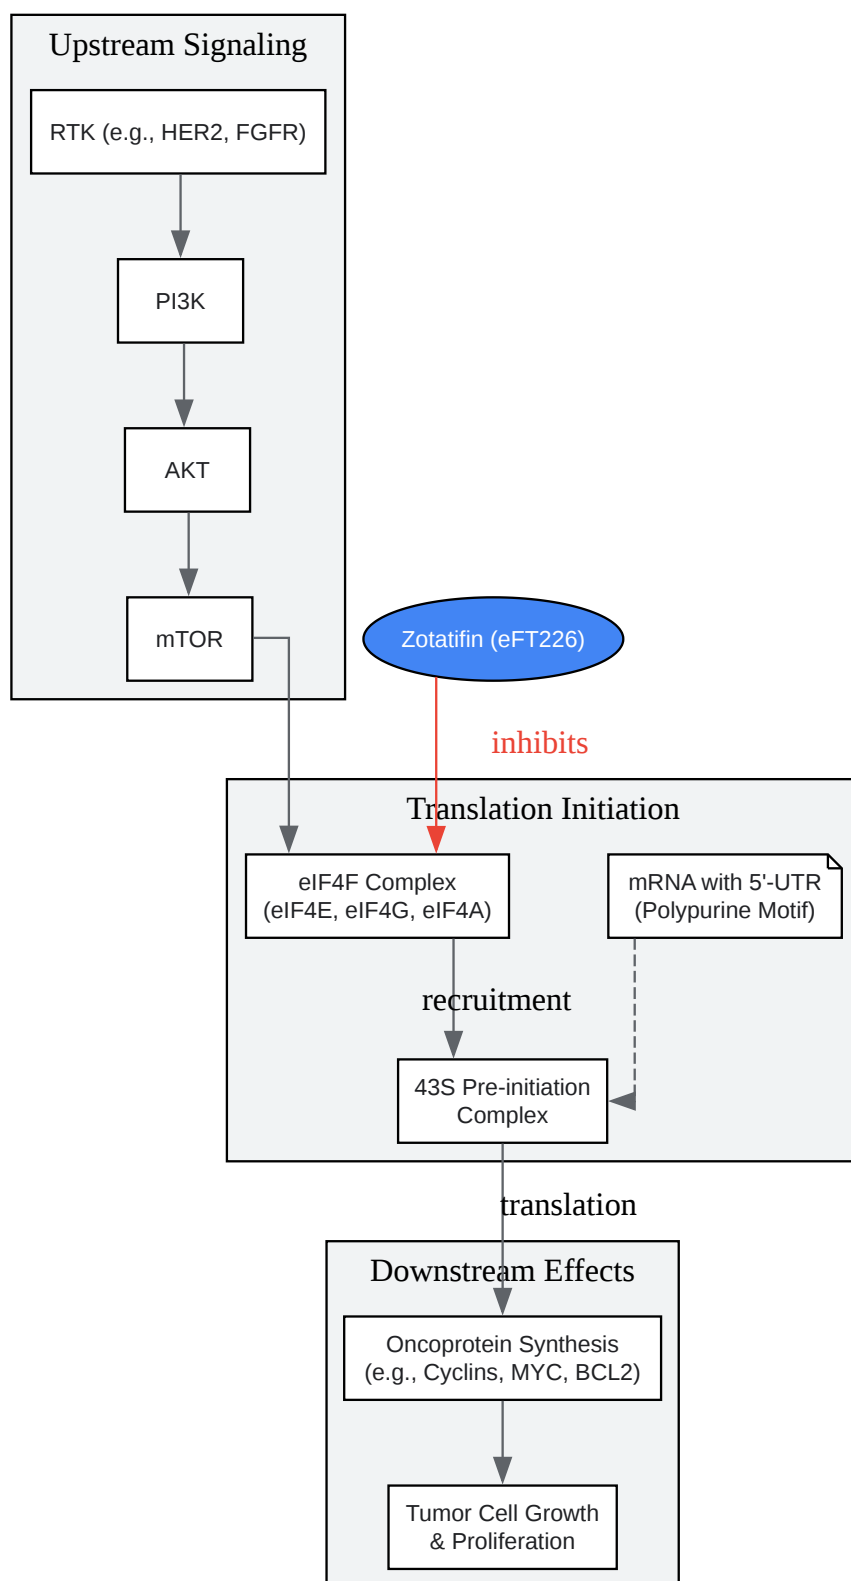 Upstream Signaling
RTK (e.g., HER2, FGFR)
PI3K
AKT
mTOR
Zotatifin (eFT226)
inhibits
Translation Initiation
eIF4F Complex
(eIF4E, eIF4G, eIF4A)
mRNA with 5'-UTR
(Polypurine Motif)
recruitment
43S Pre-initiation
Complex
translation
Downstream Effects
Oncoprotein Synthesis
(e.g., Cyclins, MYC, BCL2)
Tumor Cell Growth
& Proliferation